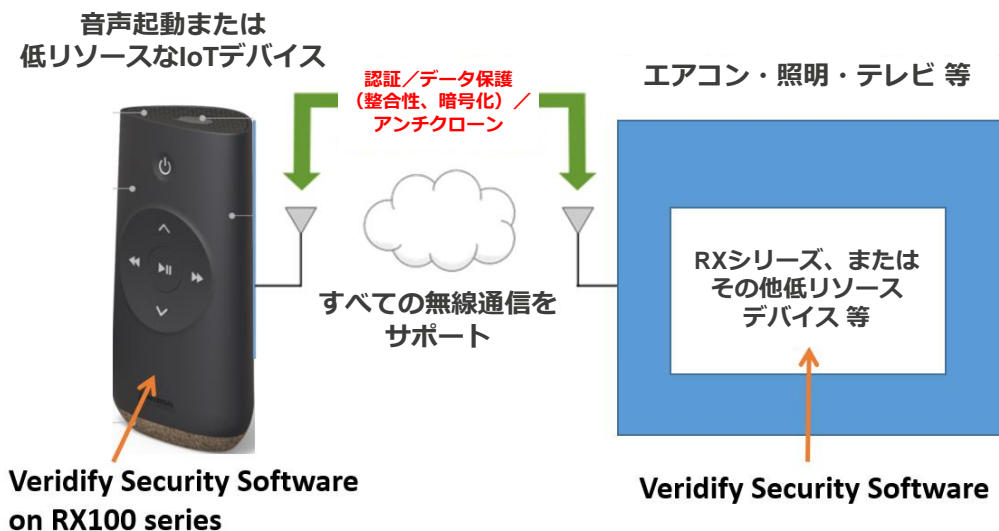 音声起動または
低リソースなIoTデバイス
認証／データ保護
（整合性、暗号化）／
アンチクローン
エアコン・照明・テレビ 等
すべての無線通信を
サポート
RXシリーズ、または
その他低リソース
デバイス 等
Veridify Security Software
on RX100 series
Veridify Security Software